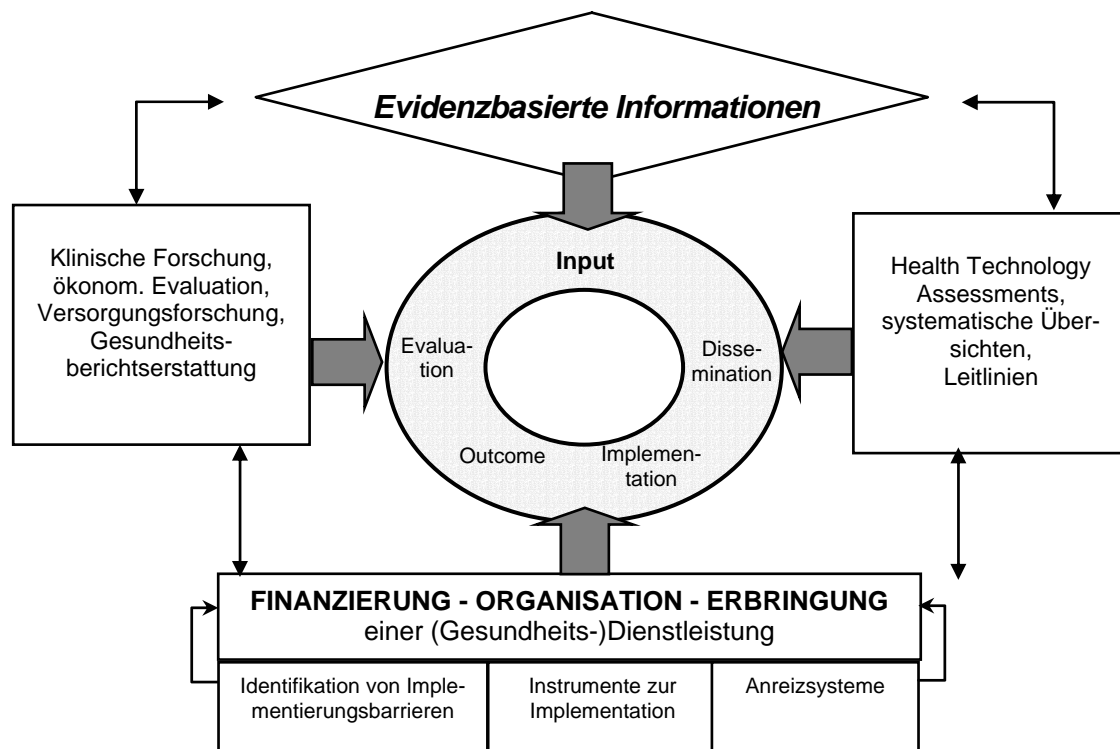 Evidenzbasierte Informationen
Klinische Forschung,
ökonom. Evaluation,
Versorgungsforschung,
Gesundheits-
berichtserstattung
Input
Evalua-
tion
Disse-
mination
Outcome
Implemen-
tation
Health Technology
Assessments,
systematische Über-
sichten,
Leitlinien
FINANZIERUNG - ORGANISATION - ERBRINGUNG
einer (Gesundheits-)Dienstleistung
Identifikation von Imple-
mentierungsbarrieren
Instrumente zur
Implementation
Anreizsysteme